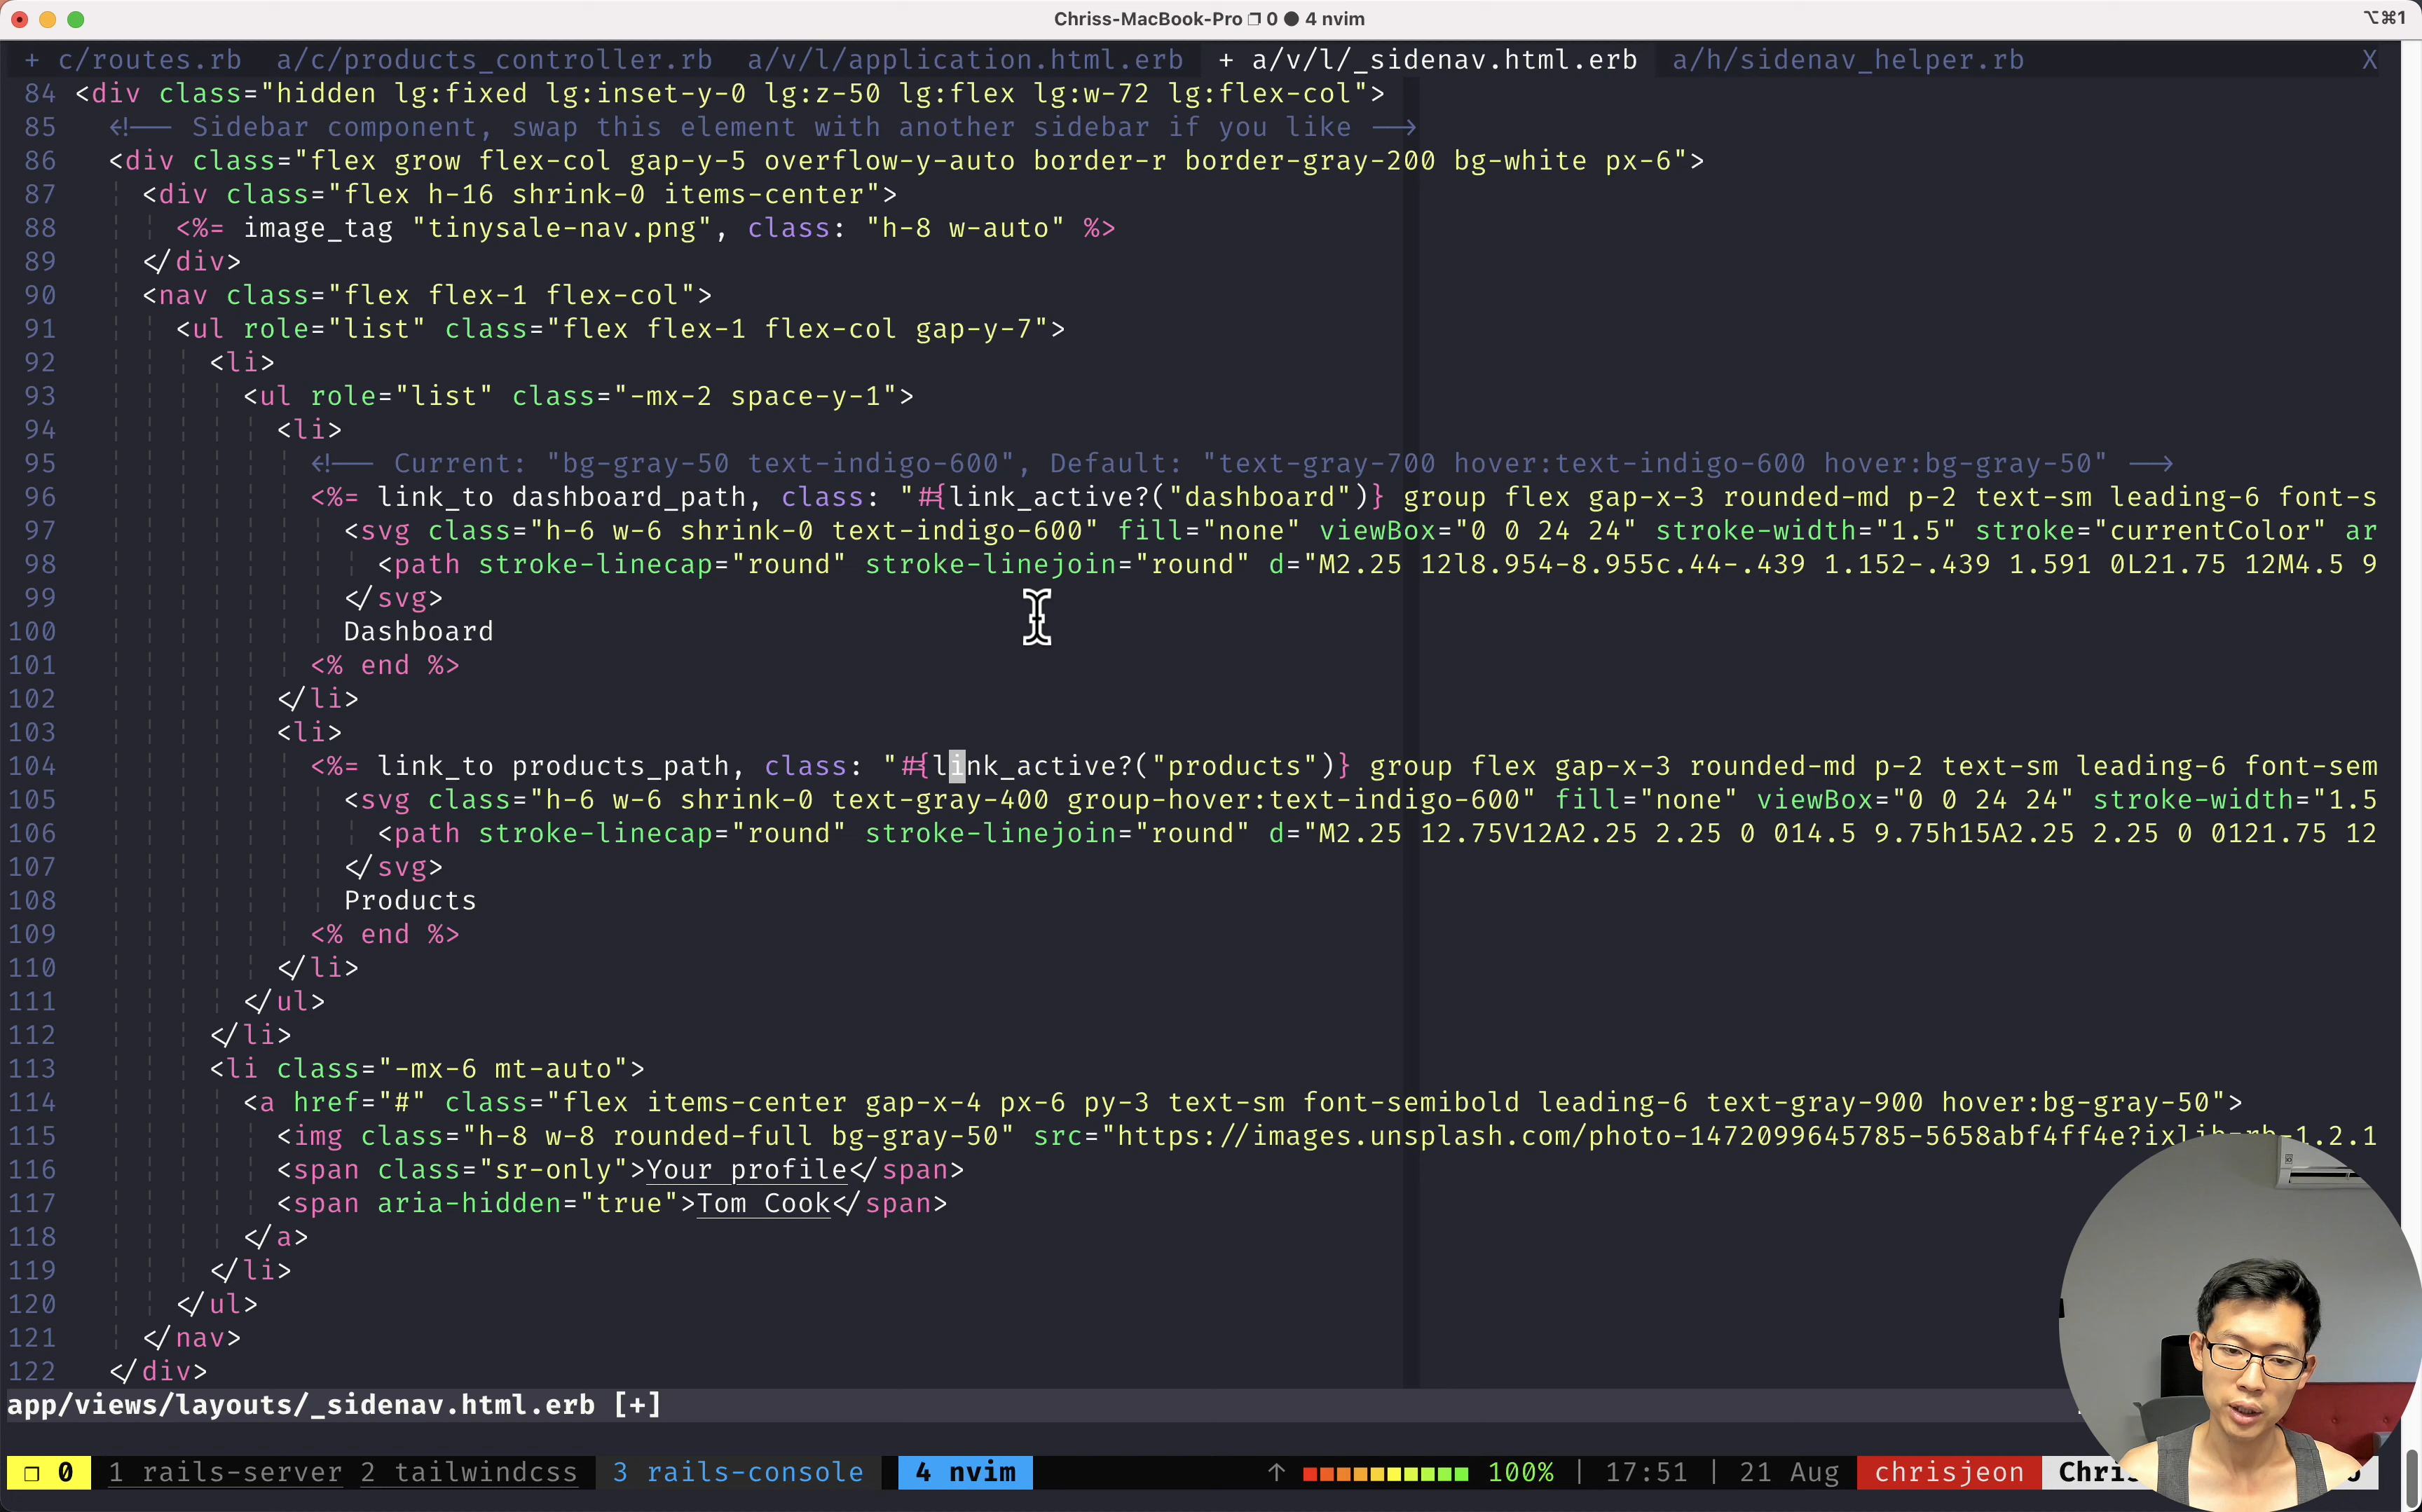 Chriss-MacBook-Pro 0 ● 4 nvim
⌥⌘1
+ c/routes.rb a/c/products_controller.rb a/v/l/application.html.erb + a/v/l/_sidenav.html.erb a/h/sidenav_helper.rb X
84 <div class="hidden lg:fixed lg:inset-y-0 lg:z-50 lg:flex lg:w-72 lg:flex-col">
85 <!-- Sidebar component, swap this element with another sidebar if you like -->
86 <div class="flex grow flex-col gap-y-5 overflow-y-auto border-r border-gray-200 bg-white px-6">
87 <div class="flex h-16 shrink-0 items-center">
88 <%= image_tag "tinysale-nav.png", class: "h-8 w-auto" %>
89 </div>
90 <nav class="flex flex-1 flex-col">
91 <ul role="list" class="flex flex-1 flex-col gap-y-7">
92 <li>
93 <ul role="list" class="-mx-2 space-y-1">
94 <li>
95 <!-- Current: "bg-gray-50 text-indigo-600", Default: "text-gray-700 hover:text-indigo-600 hover:bg-gray-50" -->
96 <%= link_to dashboard_path, class: "#{link_active?("dashboard")} group flex gap-x-3 rounded-md p-2 text-sm leading-6 font-s
97 <svg class="h-6 w-6 shrink-0 text-indigo-600" fill="none" viewBox="0 0 24 24" stroke-width="1.5" stroke="currentColor" ar
98 <path stroke-linecap="round" stroke-linejoin="round" d="M2.25 12l8.954-8.955c.44-.439 1.152-.439 1.591 0L21.75 12M4.5 9
99 </svg>
100 Dashboard
101 <% end %>
102 </li>
103 <li>
104 <%= link_to products_path, class: "#{link_active?("products")} group flex gap-x-3 rounded-md p-2 text-sm leading-6 font-sem
105 <svg class="h-6 w-6 shrink-0 text-gray-400 group-hover:text-indigo-600" fill="none" viewBox="0 0 24 24" stroke-width="1.5
106 <path stroke-linecap="round" stroke-linejoin="round" d="M2.25 12.75V12A2.25 2.25 0 014.5 9.75h15A2.25 2.25 0 0121.75 12
107 </svg>
108 Products
109 <% end %>
110 </li>
111 </ul>
112 </li>
113 <li class="-mx-6 mt-auto">
114 <a href="#" class="flex items-center gap-x-4 px-6 py-3 text-sm font-semibold leading-6 text-gray-900 hover:bg-gray-50">
115 <img class="h-8 w-8 rounded-full bg-gray-50" src="https://images.unsplash.com/photo-1472099645785-5658abf4ff4e?ixlib=rb-1.2.1
116 <span class="sr-only">Your profile</span>
117 <span aria-hidden="true">Tom Cook</span>
118 </a>
119 </li>
120 </ul>
121 </nav>
122 </div>
app/views/layouts/_sidenav.html.erb [+]
0 1 rails-server 2 tailwindcss 3 rails-console 4 nvim ↑ 100% | 17:51 | 21 Aug chrisjeon